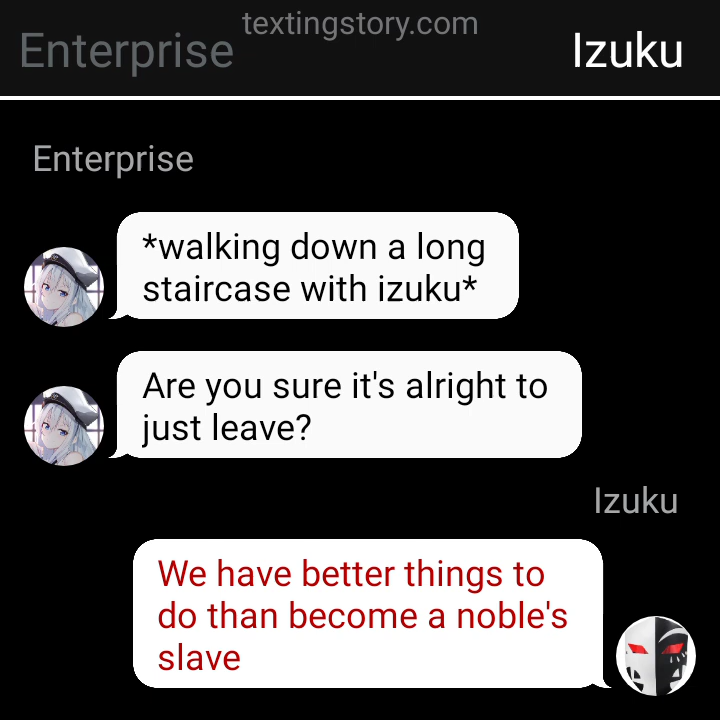 textingstory.com
Enterprise
Izuku
Enterprise
*walking down a long
staircase with izuku*
Are you sure it's alright to
just leave?
Izuku
We have better things to
do than become a noble's
slave